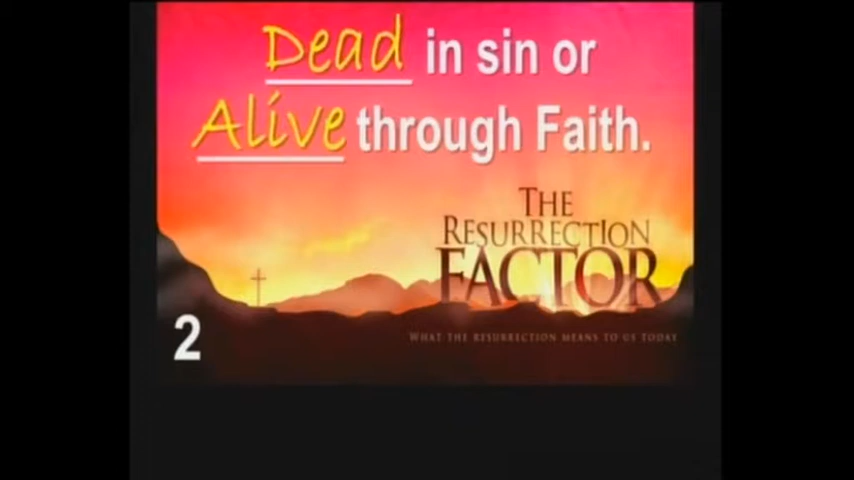 Dead in sin or
Alive through Faith.
THE
RESURRECTION
FACTOR
WHAT THE RESURRECTION MEANS TO US TODAY
2